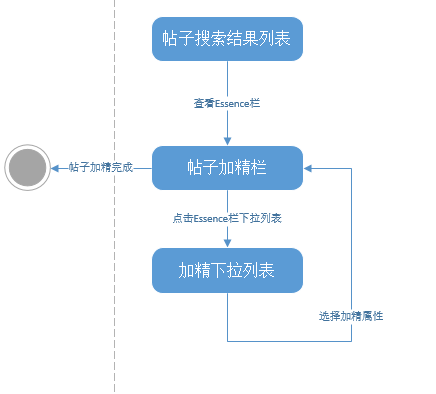 帖子搜索结果列表
查看Essence栏
帖子加精完成
帖子加精栏
点击Essence栏下拉列表
加精下拉列表
选择加精属性